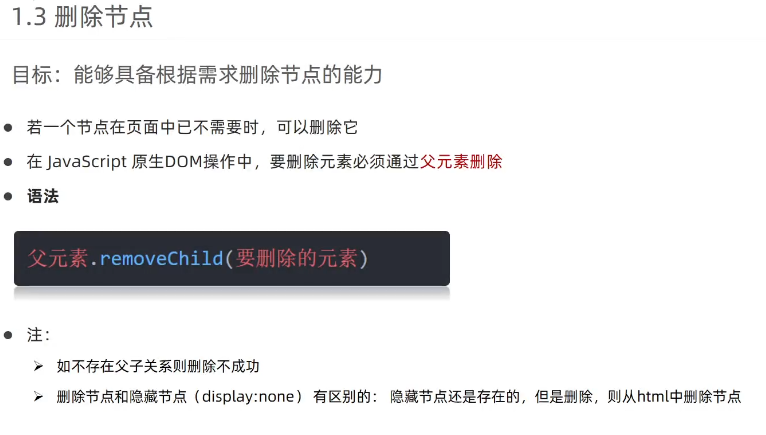 1.3 删除节点
目标：能够具备根据需求删除节点的能力
● 若一个节点在页面中已不需要时，可以删除它
● 在 JavaScript 原生DOM操作中，要删除元素必须通过父元素删除
● 语法
父元素.removeChild(要删除的元素)
● 注：
➢ 如不存在父子关系则删除不成功
➢ 删除节点和隐藏节点（display:none） 有区别的： 隐藏节点还是存在的，但是删除，则从html中删除节点